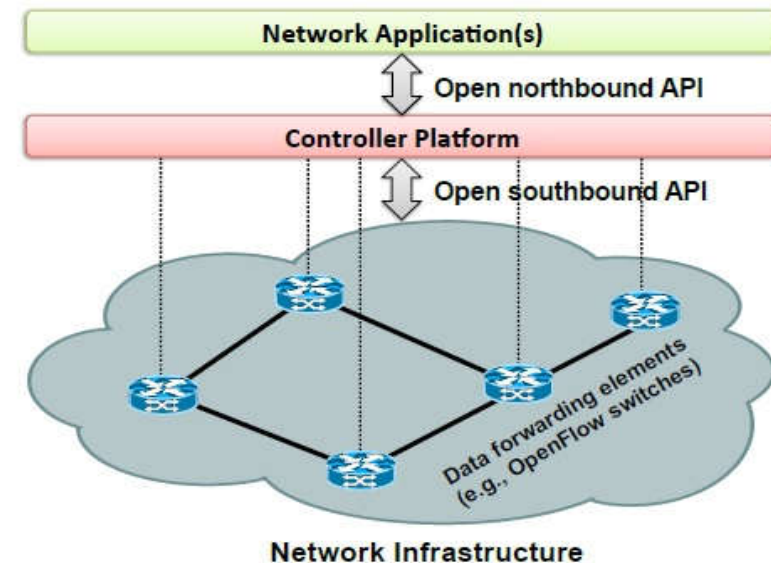 Network Application(s)
Open northbound API
Controller Platform
Open southbound API
Data forwarding elements
(e.g., OpenFlow switches)
Network Infrastructure